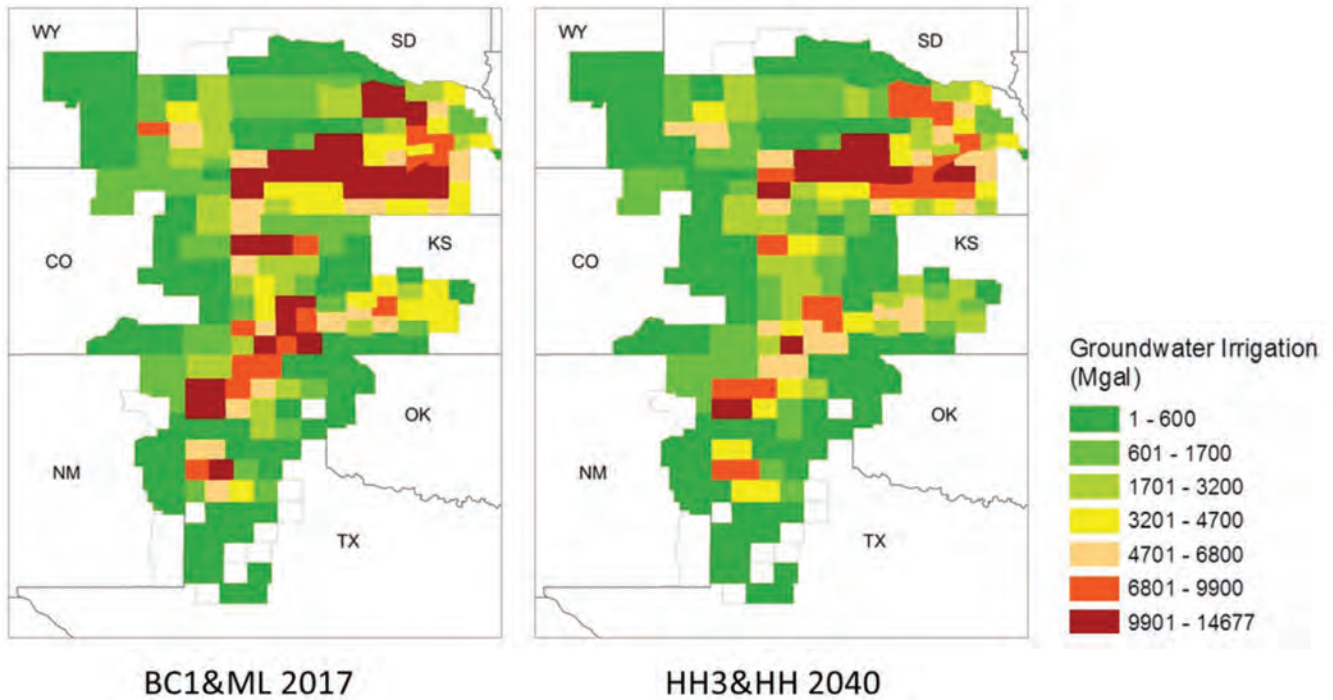 WY
SD
CO
KS
OK
NM
TX
WY
SD
CO
KS
OK
NM
TX
Groundwater Irrigation
(Mgal)
1 - 600
601 - 1700
1701 - 3200
3201 - 4700
4701 - 6800
6801 - 9900
9901 - 14677
BC1&ML 2017
HH3&HH 2040